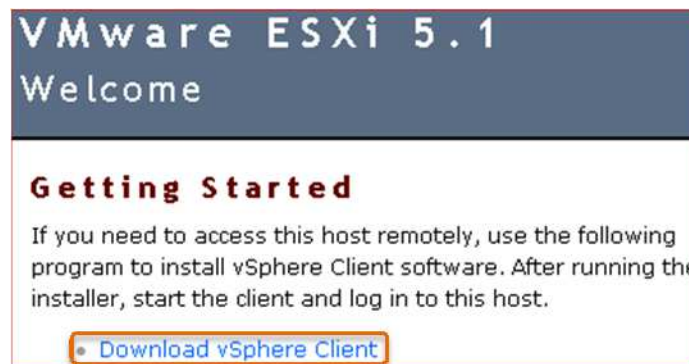 VMware ESXi 5.1
Welcome
Getting Started
If you need to access this host remotely, use the following
program to install vSphere Client software. After running the
installer, start the client and log in to this host.
• Download vSphere Client